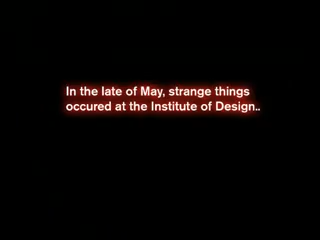 In the late of May, strange things
occured at the Institute of Design..